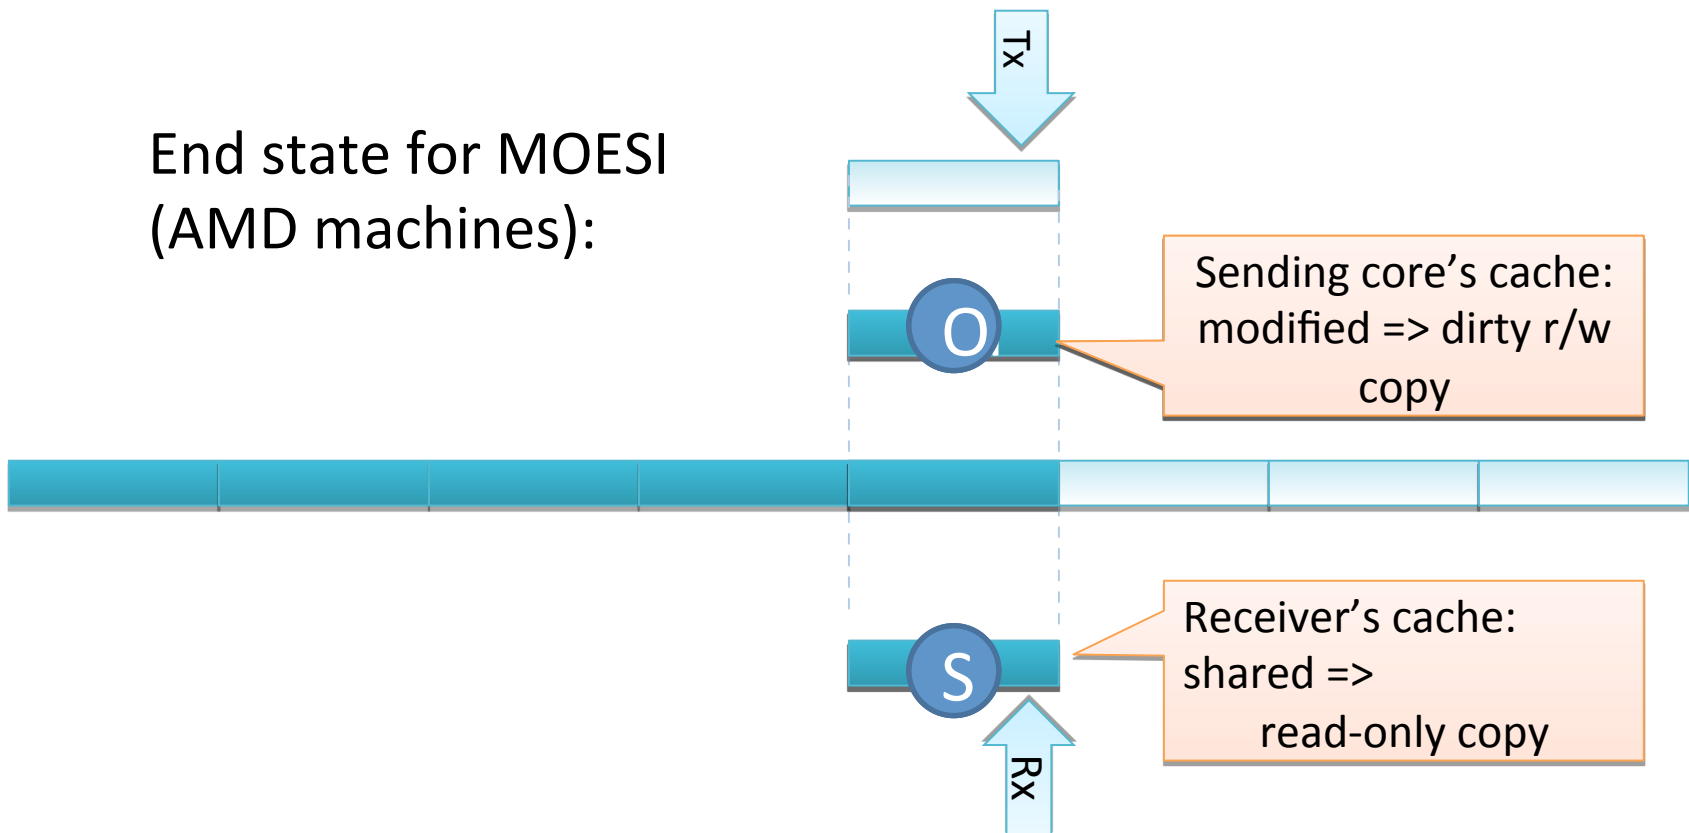 Tx
End state for MOESI
(AMD machines):
Sending core’s cache:
modified => dirty r/w
copy
O
Receiver’s cache:
shared =>
read-only copy
S
Rx